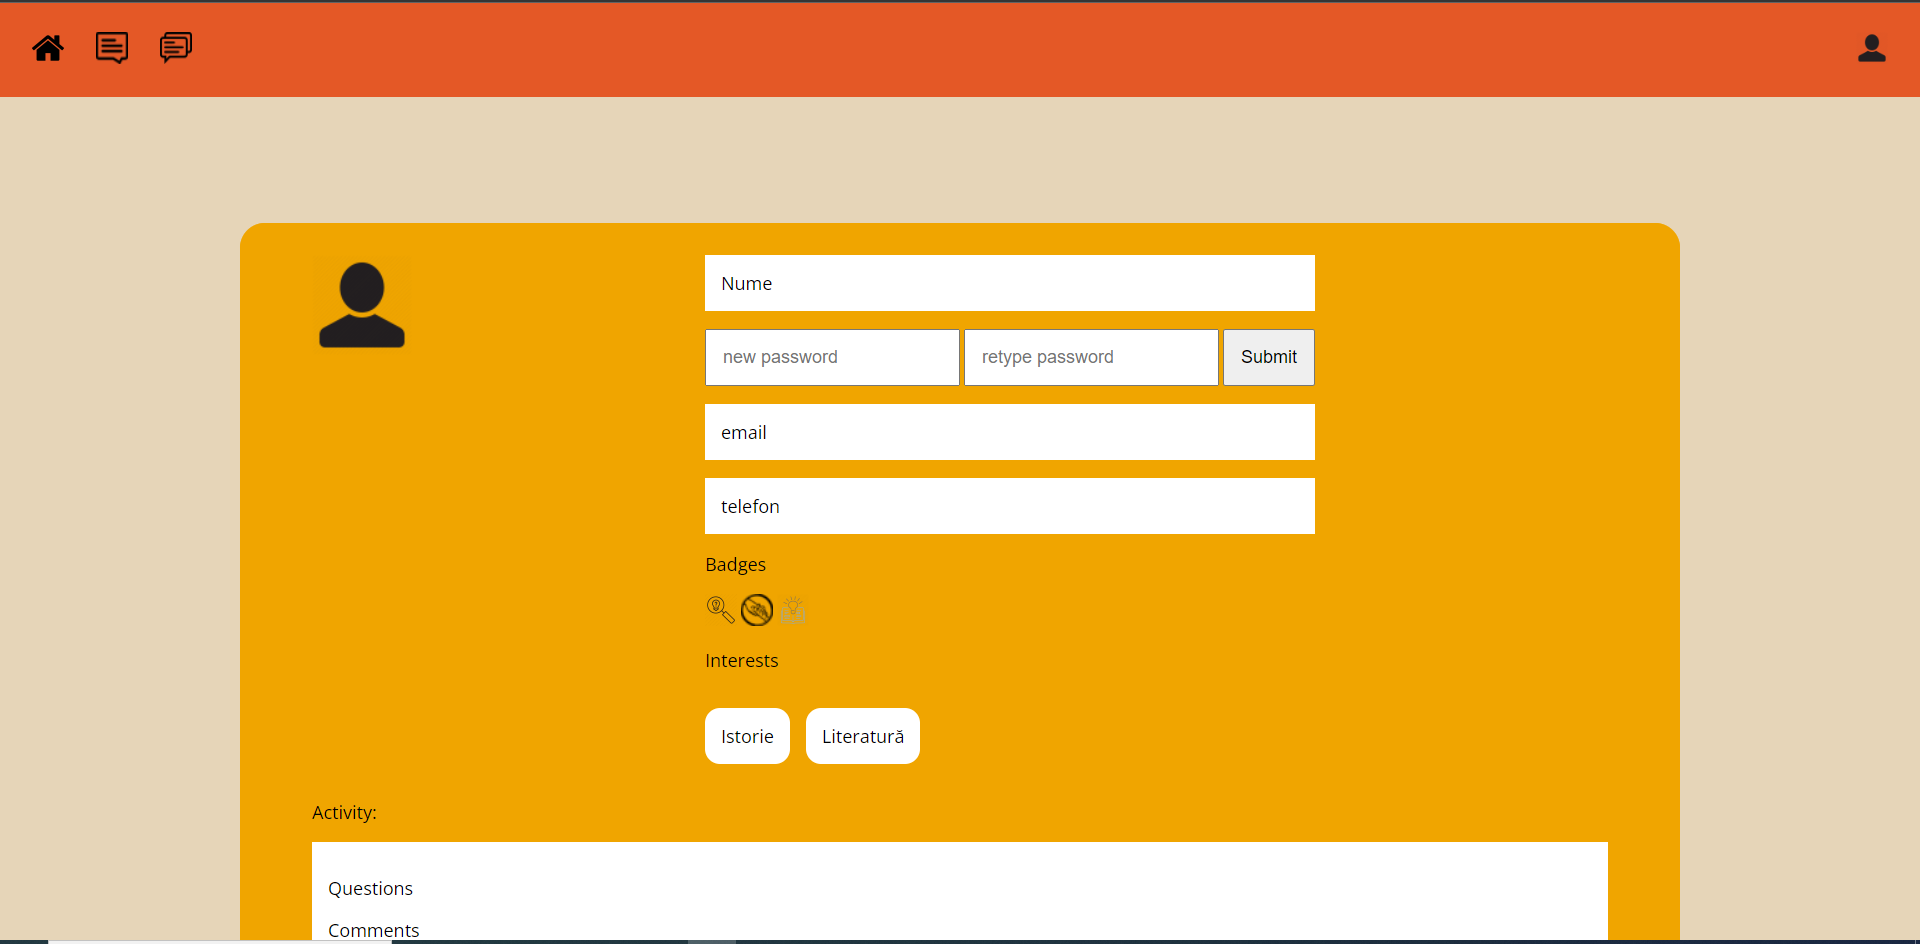 Nume
new password retype password Submit
email
telefon
Badges
Interests
Istorie Literatură
Activity:
Questions
Comments